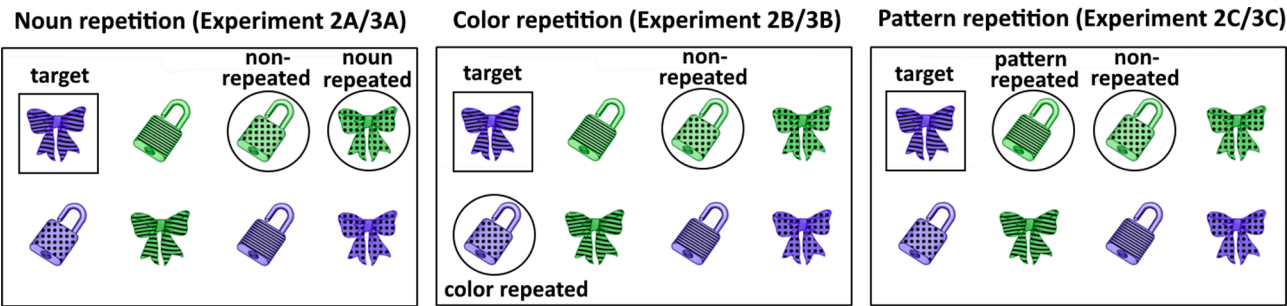 Noun repetition (Experiment 2A/3A)
target
non-
repeated
noun
repeated
Color repetition (Experiment 2B/3B)
target
non-
repeated
color repeated
Pattern repetition (Experiment 2C/3C)
target
pattern
repeated
non-
repeated